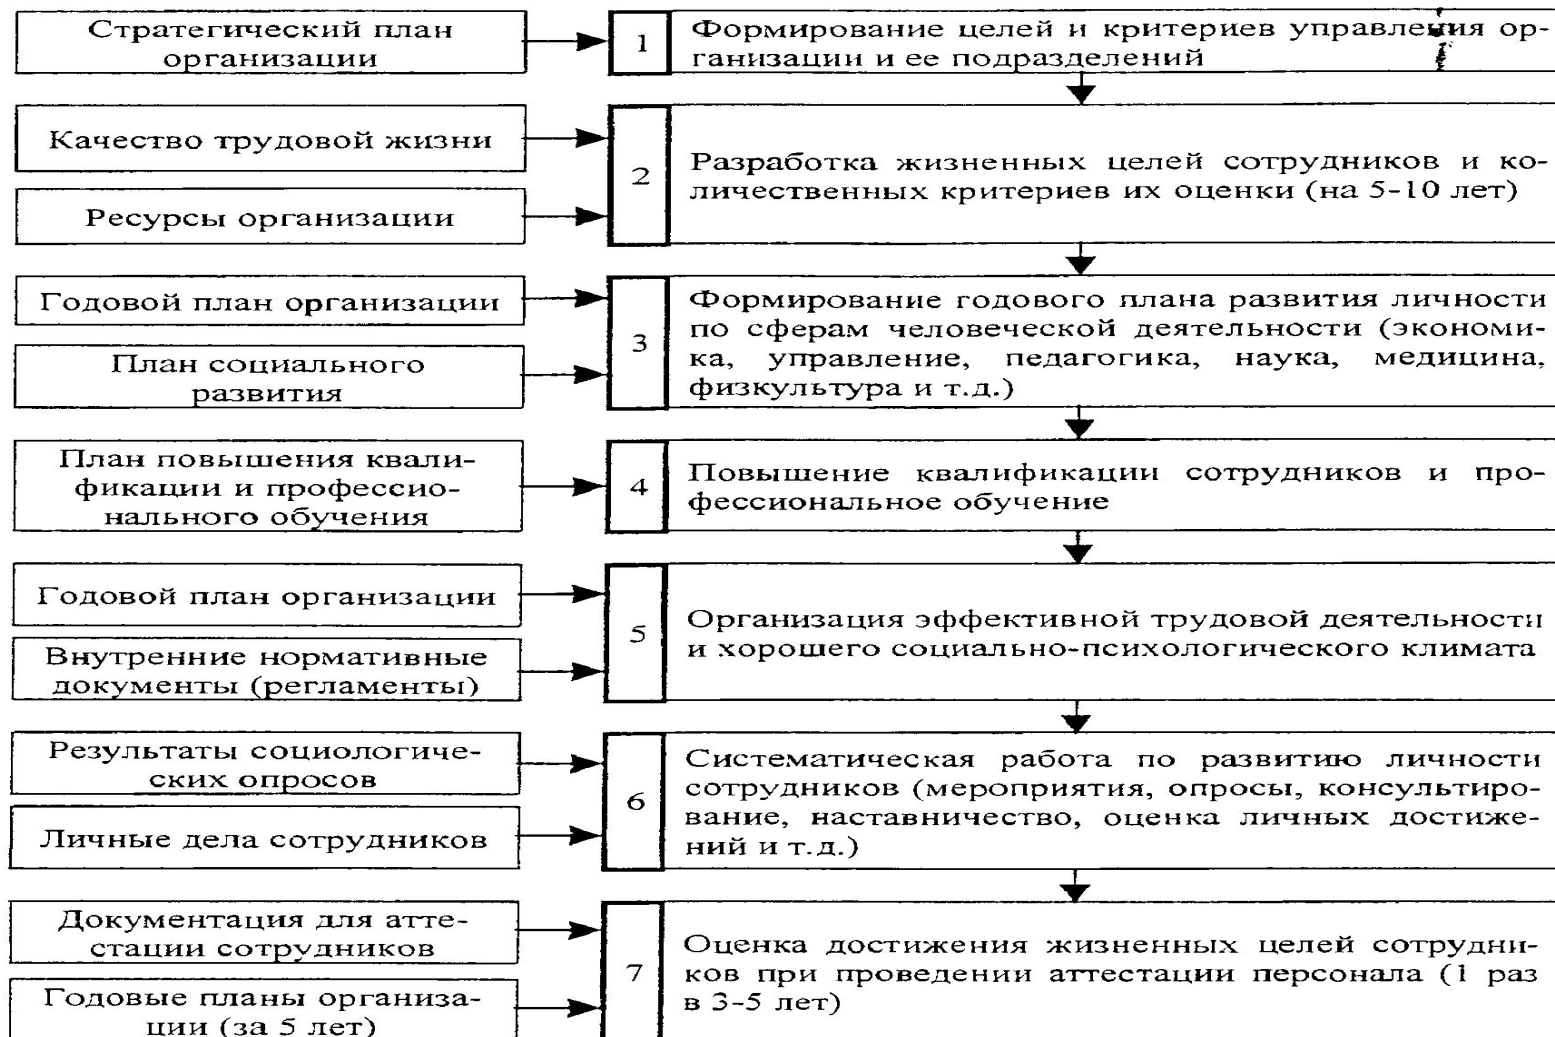 Стратегический план
организации
1
Формирование целей и критериев управления ор-
ганизации и ее подразделений
Качество трудовой жизни
Ресурсы организации
2
Разработка жизненных целей сотрудников и ко-
личественных критериев их оценки (на 5-10 лет)
Годовой план организации
План социального
развития
3
Формирование годового плана развития личности
по сферам человеческой деятельности (экономи-
ка, управление, педагогика, наука, медицина,
физкультура и т.д.)
План повышения квали-
фикации и профессио-
нального обучения
4
Повышение квалификации сотрудников и про-
фессиональное обучение
Годовой план организации
Внутренние нормативные
документы (регламенты)
5
Организация эффективной трудовой деятельности
и хорошего социально-психологического климата
Результаты социологиче-
ских опросов
Личные дела сотрудников
6
Систематическая работа по развитию личности
сотрудников (мероприятия, опросы, консультиро-
вание, наставничество, оценка личных достиже-
ний и т.д.)
Документация для атте-
стации сотрудников
Годовые планы организа-
ции (за 5 лет)
7
Оценка достижения жизненных целей сотрудни-
ков при проведении аттестации персонала (1 раз
в 3-5 лет)